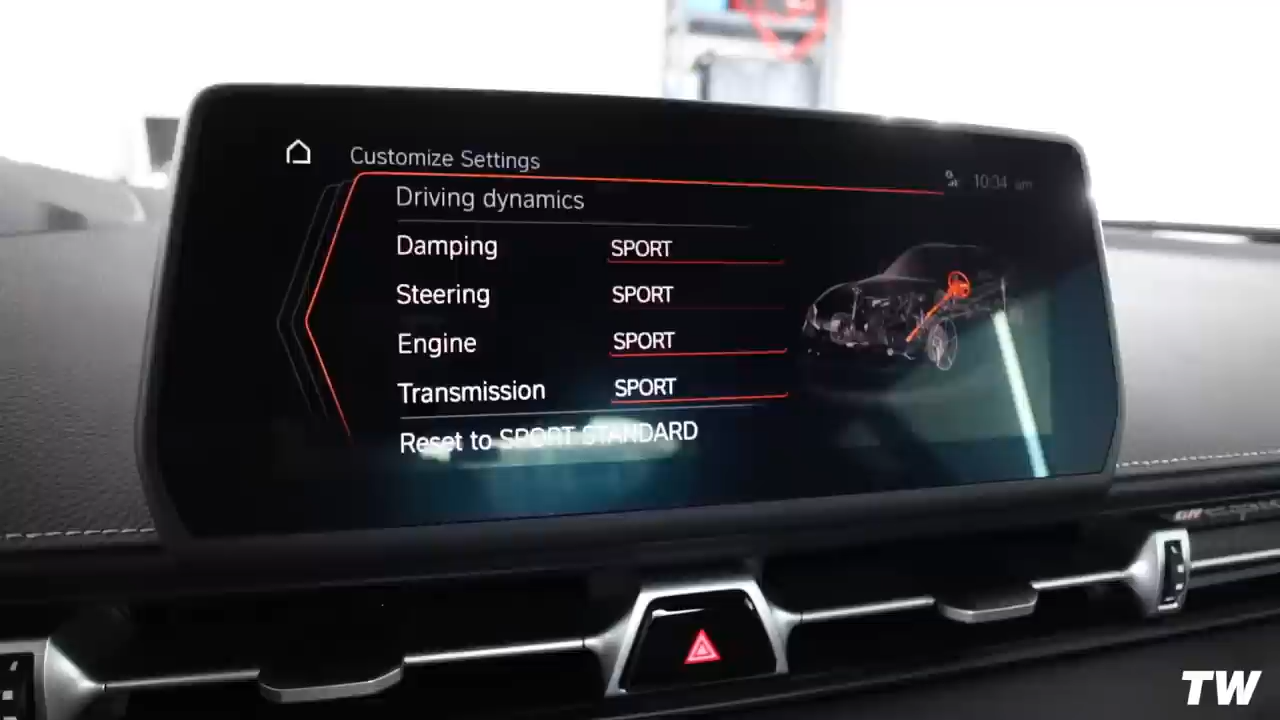 Customize Settings
10:34 am
Driving dynamics
Damping SPORT
Steering SPORT
Engine SPORT
Transmission SPORT
Reset to SPORT STANDARD
GR
TW